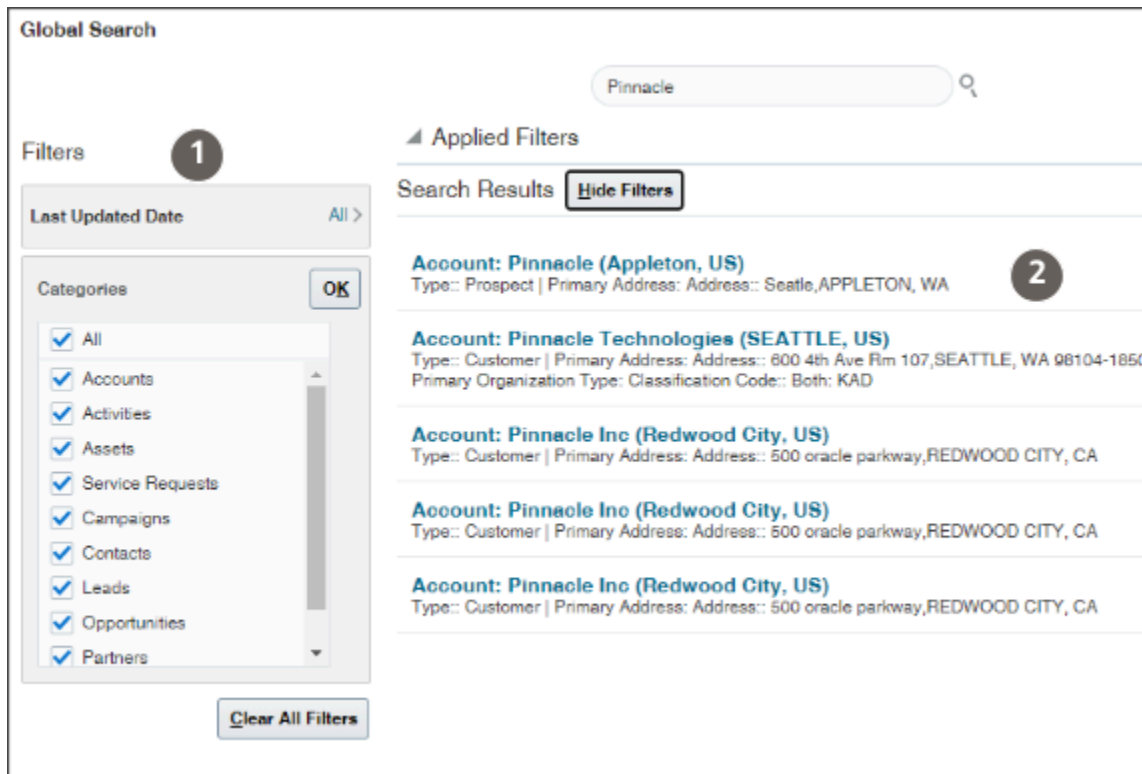 Global Search
Pinnacle
Filters
1
Last Updated Date All >
Categories OK
All
Accounts
Activities
Assets
Service Requests
Campaigns
Contacts
Leads
Opportunities
Partners
Clear All Filters
Applied Filters
Search Results Hide Filters
Account: Pinnacle (Appleton, US)
Type:: Prospect | Primary Address: Address:: Seatle,APPLETON, WA
2
Account: Pinnacle Technologies (SEATTLE, US)
Type:: Customer | Primary Address: Address:: 600 4th Ave Rm 107,SEATTLE, WA 98104-1850
Primary Organization Type: Classification Code:: Both: KAD
Account: Pinnacle Inc (Redwood City, US)
Type:: Customer | Primary Address: Address:: 500 oracle parkway,REDWOOD CITY, CA
Account: Pinnacle Inc (Redwood City, US)
Type:: Customer | Primary Address: Address:: 500 oracle parkway,REDWOOD CITY, CA
Account: Pinnacle Inc (Redwood City, US)
Type:: Customer | Primary Address: Address:: 500 oracle parkway,REDWOOD CITY, CA